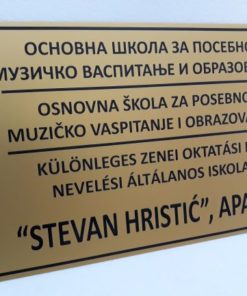 ОСНОВНА ШКОЛА ЗА ПОСЕБНО
МУЗИЧКО ВАСПИТАЊЕ И ОБРАЗОВ
OSNOVNA ŠKOLA ZA POSEBNO
MUZIČKO VASPITANJE I OBRAZOVA
KÜLÖNLEGES ZENEI OKTATÁSI
NEVELÉSI ÁLTALÁNOS ISKOLA
“STEVAN HRISTIĆ”, APA